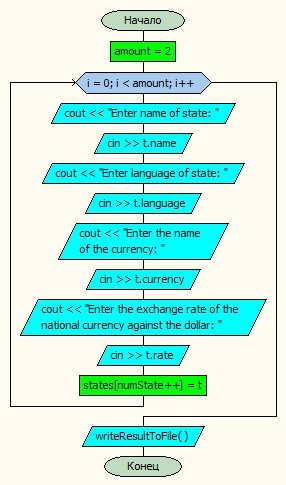 Начало
amount = 2
i = 0; i < amount; i++
cout << "Enter name of state: "
cin >> t.name
cout << "Enter language of state: "
cin >> t.language
cout << "Enter the name
of the currency: "
cin >> t.currency
cout << "Enter the exchange rate of the
national currency against the dollar: "
cin >> t.rate
states[numState++] = t
writeResultToFile()
Конец